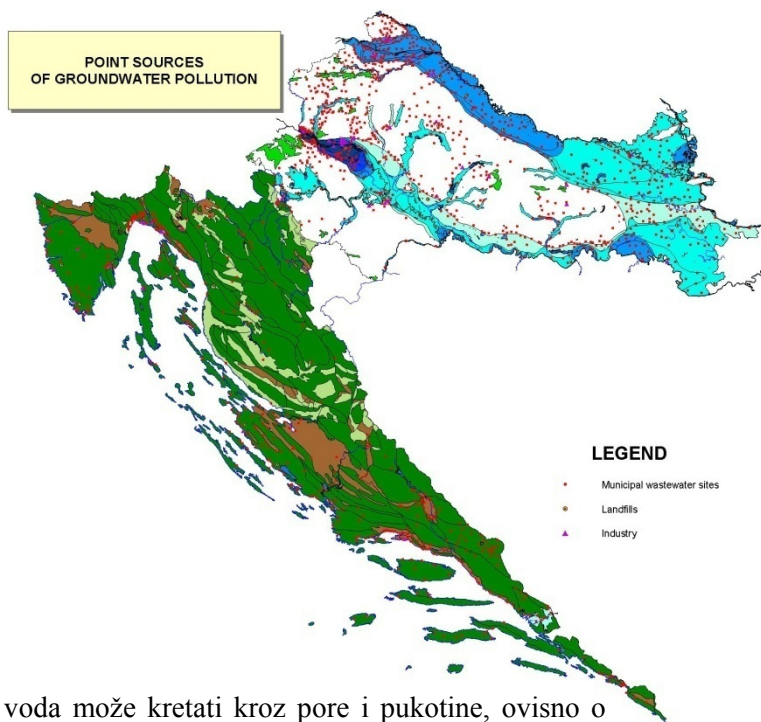 POINT SOURCES
OF GROUNDWATER POLLUTION
LEGEND
Municipal wastewater sites
Landfills
Industry
voda može kretati kroz pore i pukotine, ovisno o